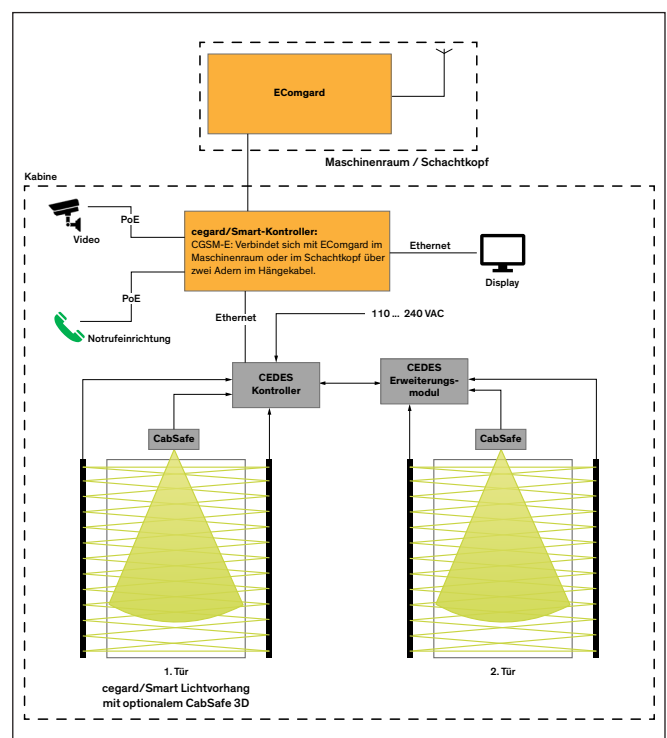 EComgard
Maschinenraum / Schachtkopf
Kabine
PoE
Video
cegard/Smart-Kontroller:
CGSM-E: Verbindet sich mit EComgard im
Maschinenraum oder im Schachtkopf über
zwei Adern im Hängekabel.
Ethernet
Display
PoE
Notrufeinrichtung
Ethernet
110 ... 240 VAC
CEDES
Kontroller
CEDES
Erweiterungs-
modul
CabSafe
CabSafe
1. Tür
cegard/Smart Lichtvorhang
mit optionalem CabSafe 3D
2. Tür